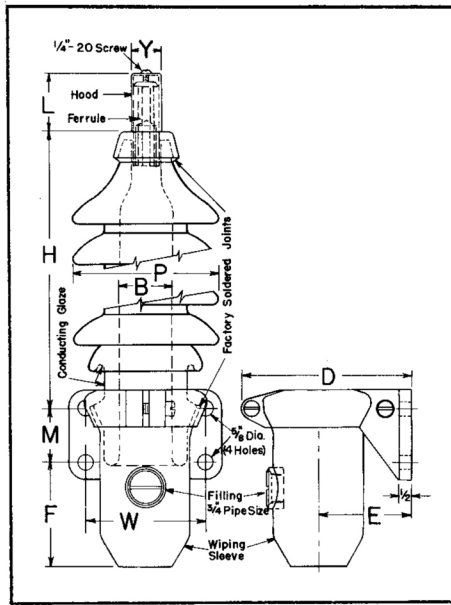 1/4"-20 Screw
Y
L
Hood
Ferrule
H
P
B
Conducting Glaze
Factory Soldered Joints
D
M
5/8" Dia.
(4 Holes)
1/2
F
W
Filling
3/4" Pipe Size
E
Wiping
Sleeve